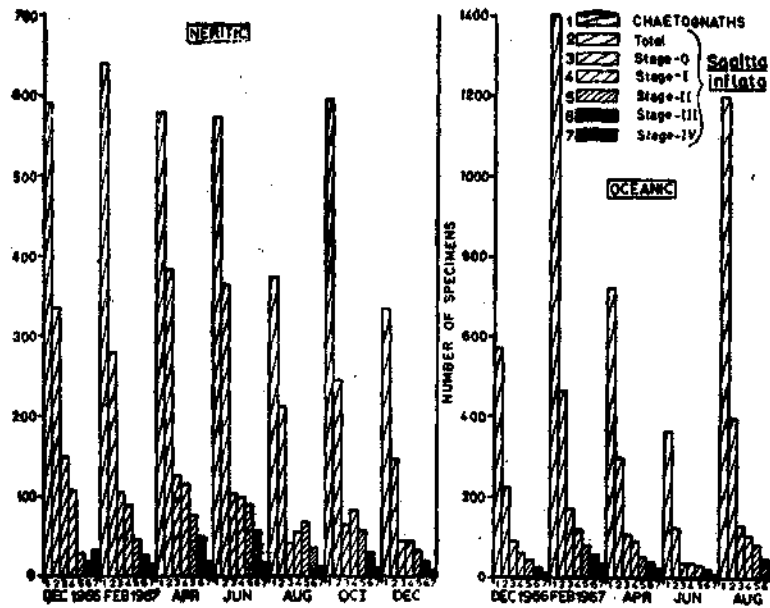 NERITIC
700
600
500
400
300
200
100
0
1234567
DEC 1966 FEB 1967 APR JUN AUG OCT DEC
NUMBER OF SPECIMENS
1400
1200
1000
800
600
400
200
0
1 CHAETOGNATHS
2 Total
3 Stage-0
4 Stage-I
5 Stage-II
6 Stage-III
7 Stage-IV
Sagitta
inflata
OCEANIC
DEC 1966 FEB 1967 APR JUN AUG